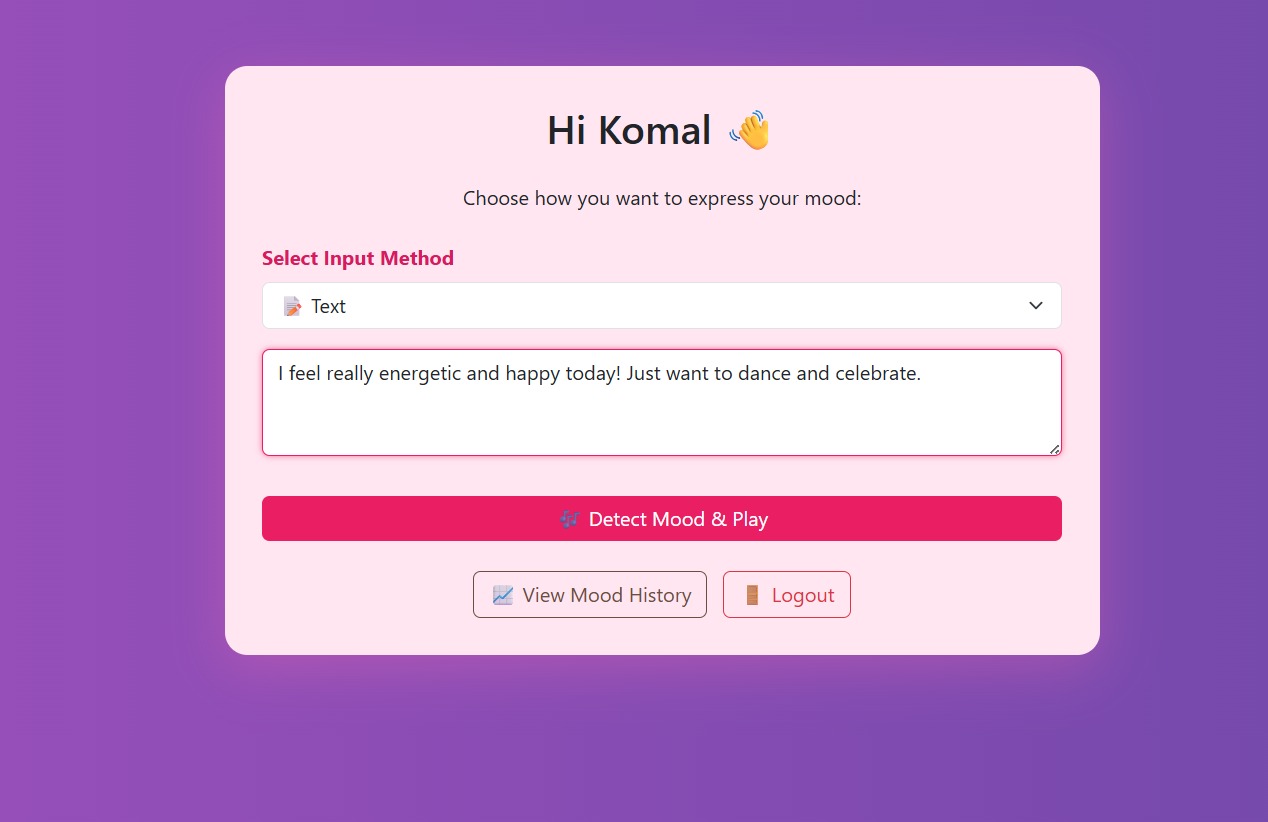 Hi Komal 👋
Choose how you want to express your mood:
Select Input Method
📝 Text
I feel really energetic and happy today! Just want to dance and celebrate.
🎶 Detect Mood & Play
📈 View Mood History
🚪 Logout